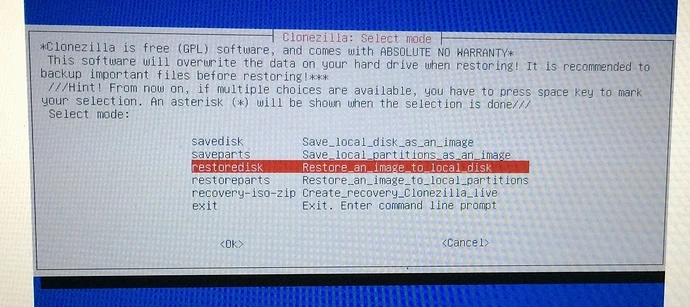 Clonezilla: Select mode
*Clonezilla is free (GPL) software, and comes with ABSOLUTE NO WARRANTY*
This software will overwrite the data on your hard drive when restoring! It is recommended to
backup important files before restoring!***
///Hint! From now on, if multiple choices are available, you have to press space key to mark
your selection. An asterisk (*) will be shown when the selection is done///
Select mode:
savedisk Save_local_disk_as_an_image
saveparts Save_local_partitions_as_an_image
restoredisk Restore_an_image_to_local_disk
restoreparts Restore_an_image_to_local_partitions
recovery-iso-zip Create_recovery_Clonezilla_live
exit Exit. Enter command line prompt
<Ok> <Cancel>